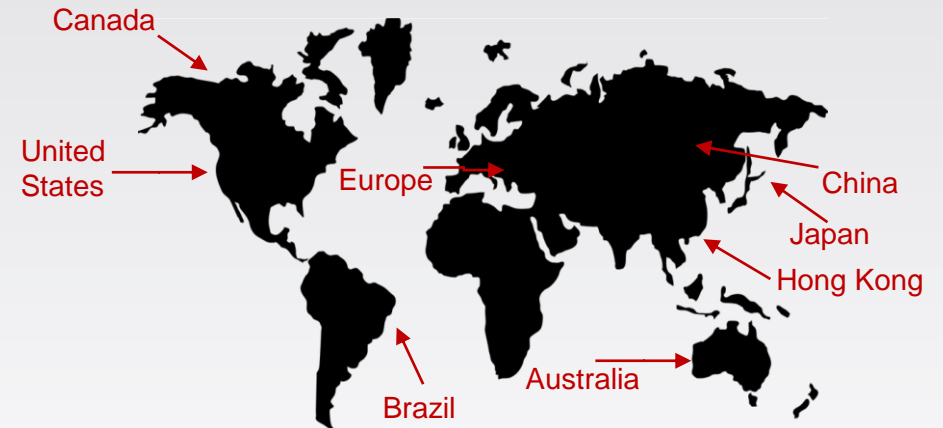 Canada
United
States
Europe
China
Japan
Hong Kong
Australia
Brazil